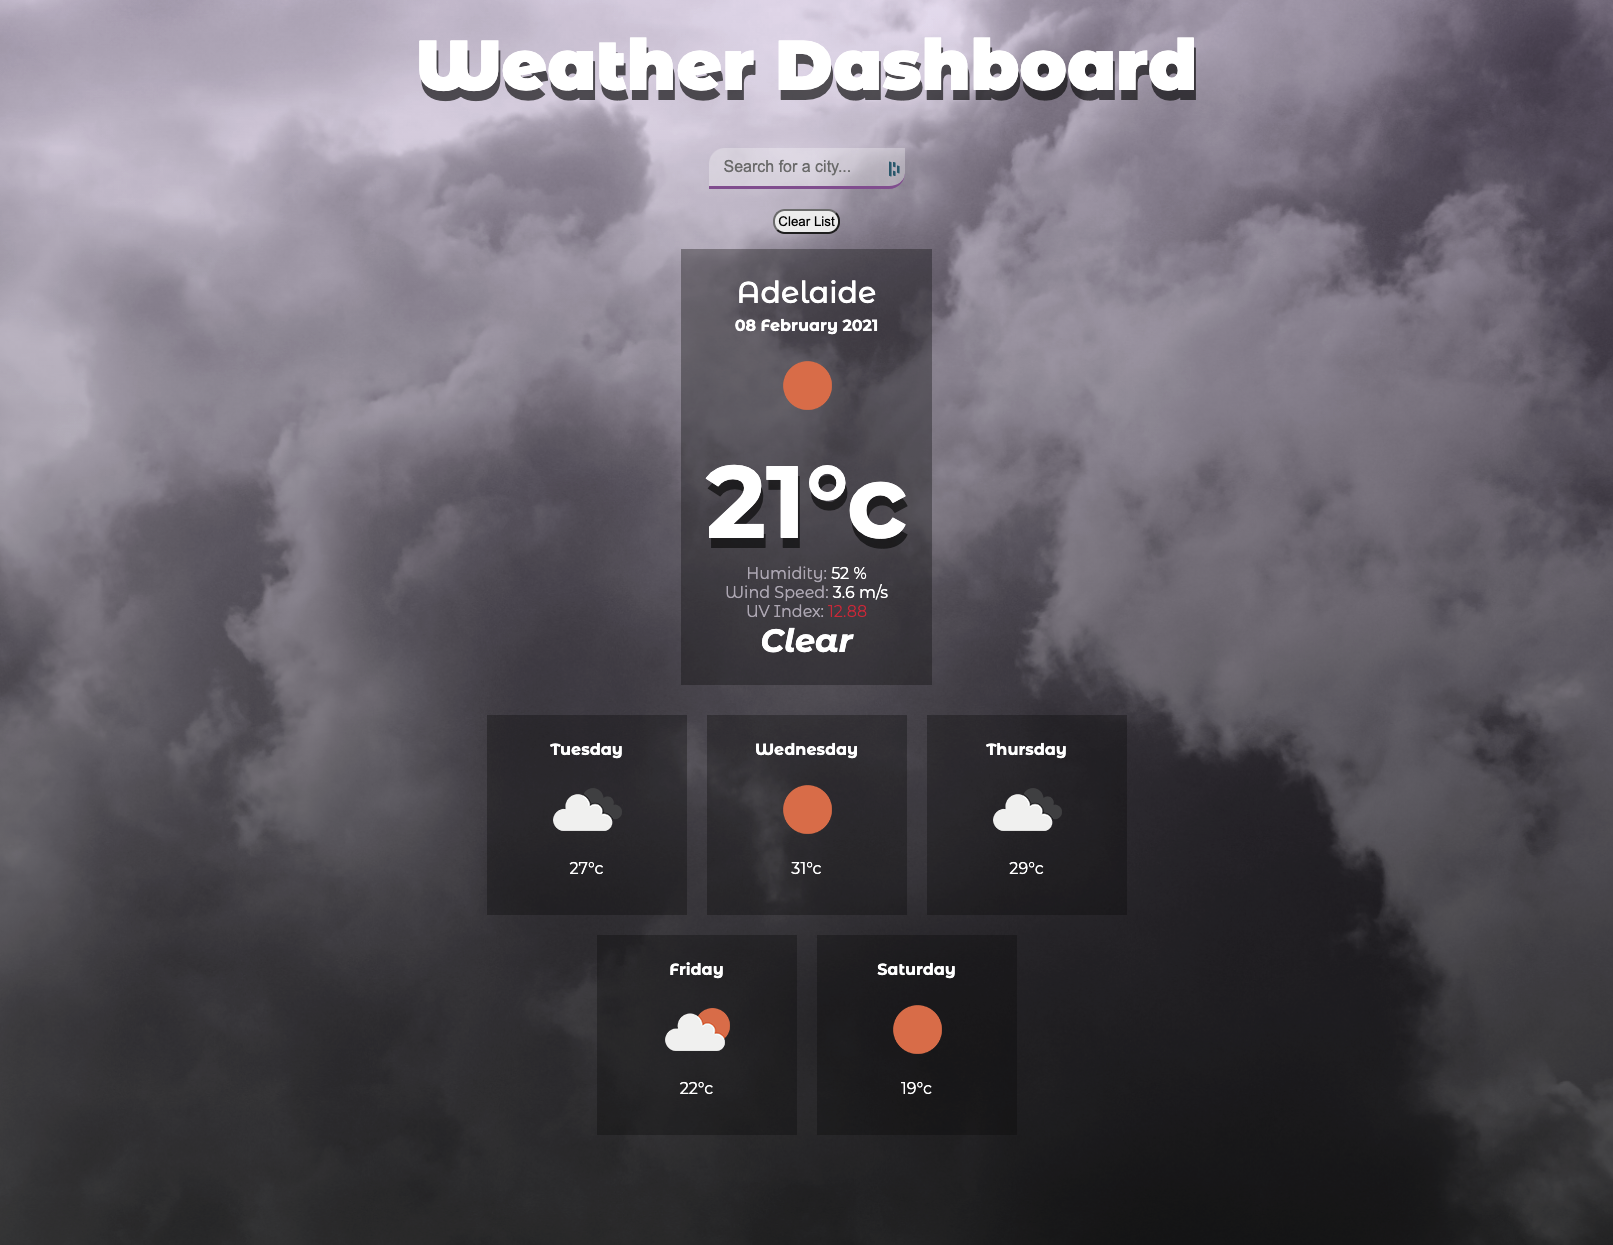 Weather Dashboard
Search for a city...
Clear List
Adelaide
08 February 2021
21°c
Humidity: 52 %
Wind Speed: 3.6 m/s
UV Index: 12.88
Clear
Tuesday
27°c
Wednesday
31°c
Thursday
29°c
Friday
22°c
Saturday
19°c